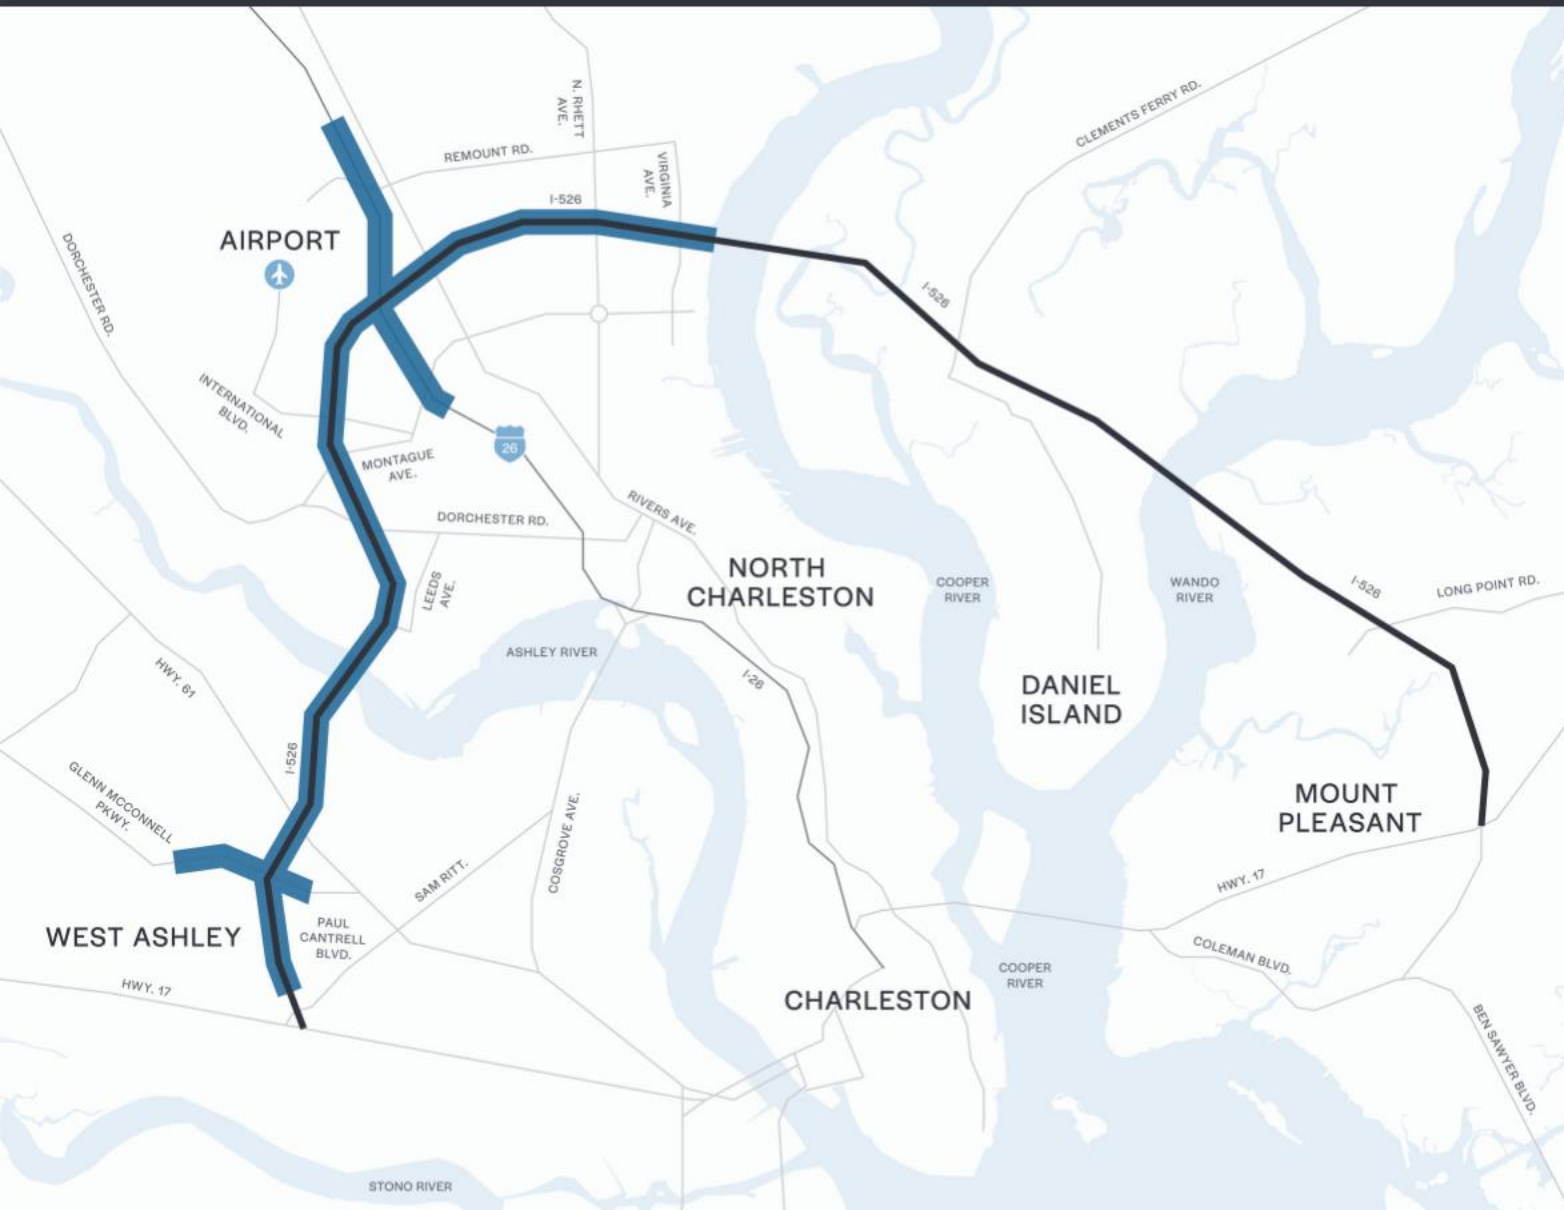 N. RHETT
AVE.
CLEMENTS FERRY RD.
REMOUNT RD.
VIRGINIA
AVE.
I-526
AIRPORT
DORCHESTER RD.
I-526
INTERNATIONAL
BLVD.
26
MONTAGUE
AVE.
DORCHESTER RD.
RIVERS AVE.
NORTH
CHARLESTON
LEEDS
AVE.
COOPER
RIVER
WANDO
RIVER
I-526
LONG POINT RD.
ASHLEY RIVER
HWY. 61
I-26
DANIEL
ISLAND
I-526
GLENN MCCONNELL
PKWY.
MOUNT
PLEASANT
COSGROVE AVE.
SAM RITT.
HWY. 17
WEST ASHLEY
PAUL
CANTRELL
BLVD.
COLEMAN BLVD.
HWY. 17
COOPER
RIVER
CHARLESTON
BEN SAWYER BLVD.
STONO RIVER